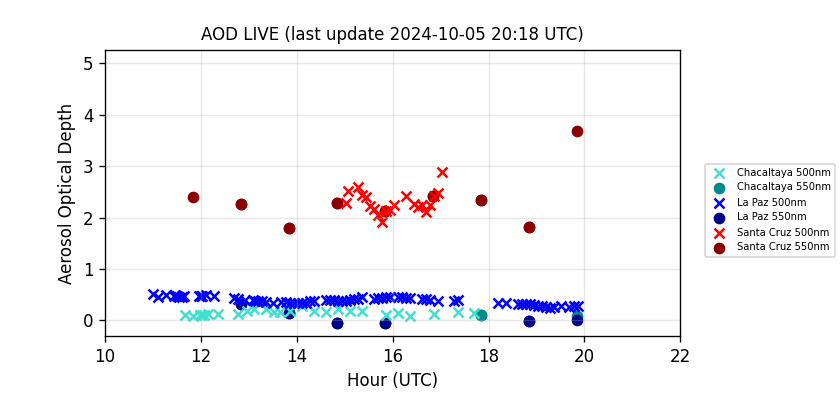 AOD LIVE (last update 2024-10-05 20:18 UTC)
Aerosol Optical Depth
5
4
3
2
1
0
10 12 14 16 18 20 22
Hour (UTC)
Chacaltaya 500nm
Chacaltaya 550nm
La Paz 500nm
La Paz 550nm
Santa Cruz 500nm
Santa Cruz 550nm